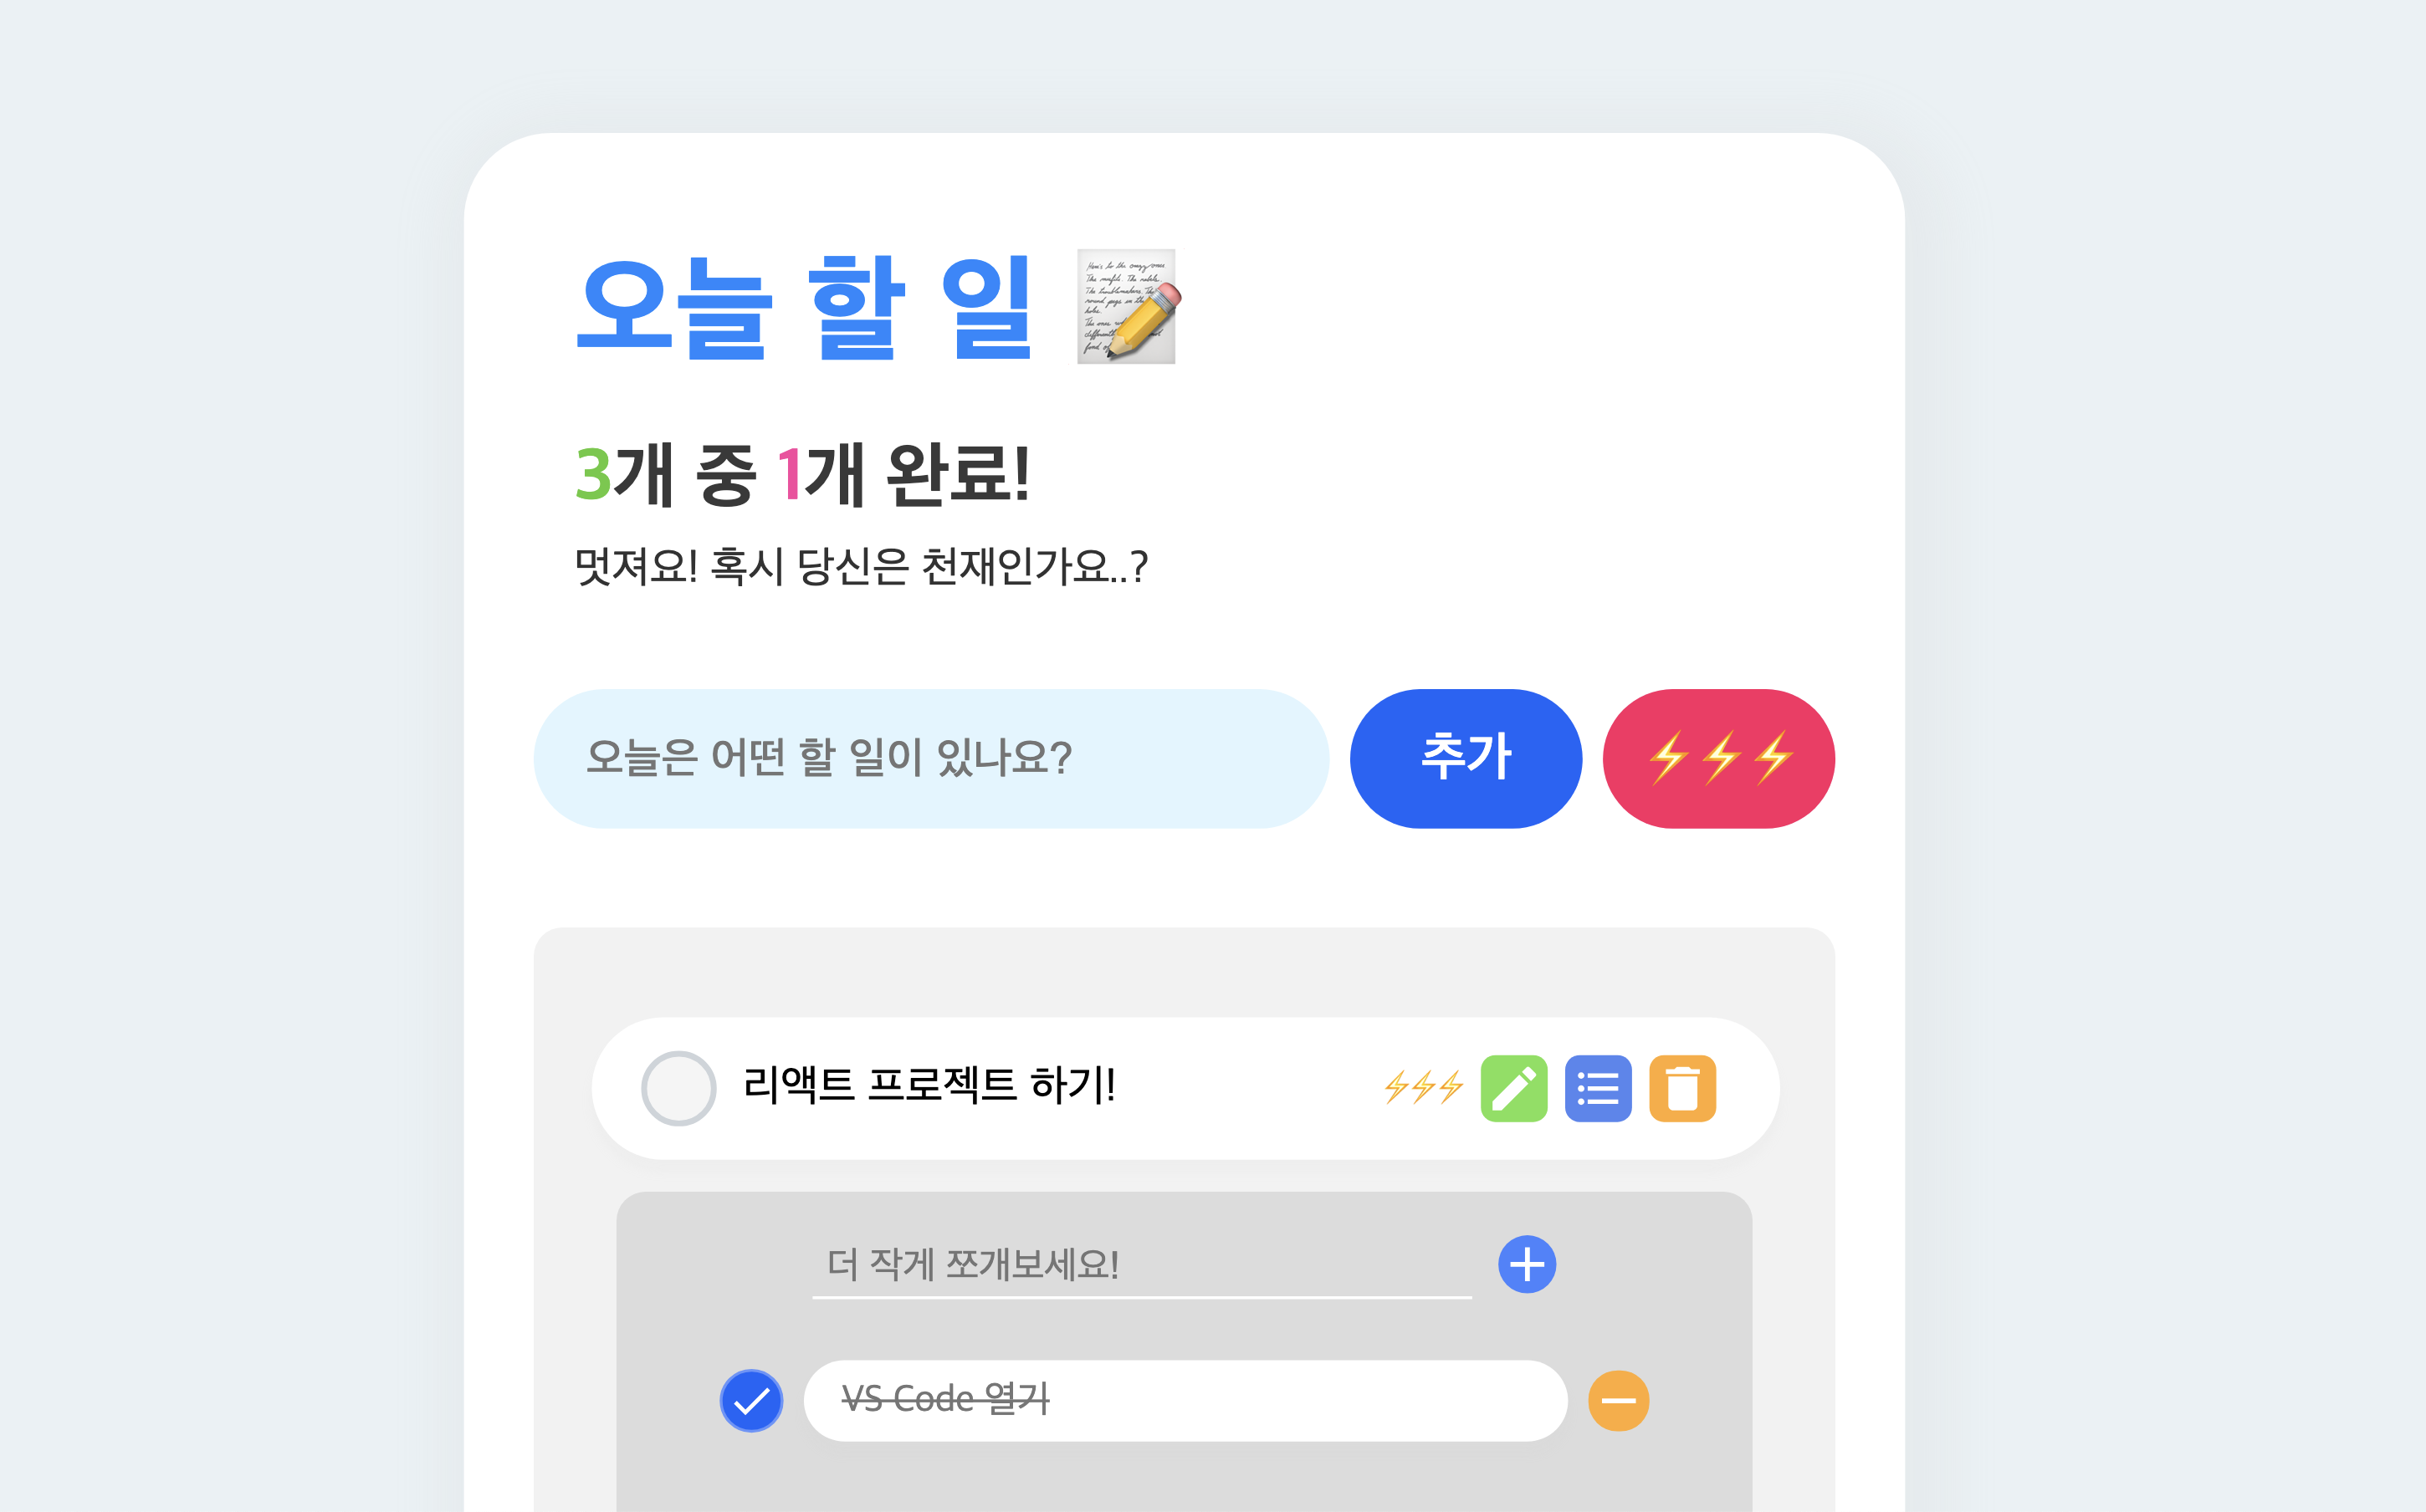 오늘 할 일 📝
3개 중 1개 완료!
멋져요! 혹시 당신은 천재인가요..?
오늘은 어떤 할 일이 있나요?
추가
⚡⚡⚡
리액트 프로젝트 하기!
⚡⚡⚡
더 작게 쪼개보세요!
VS Code 열기